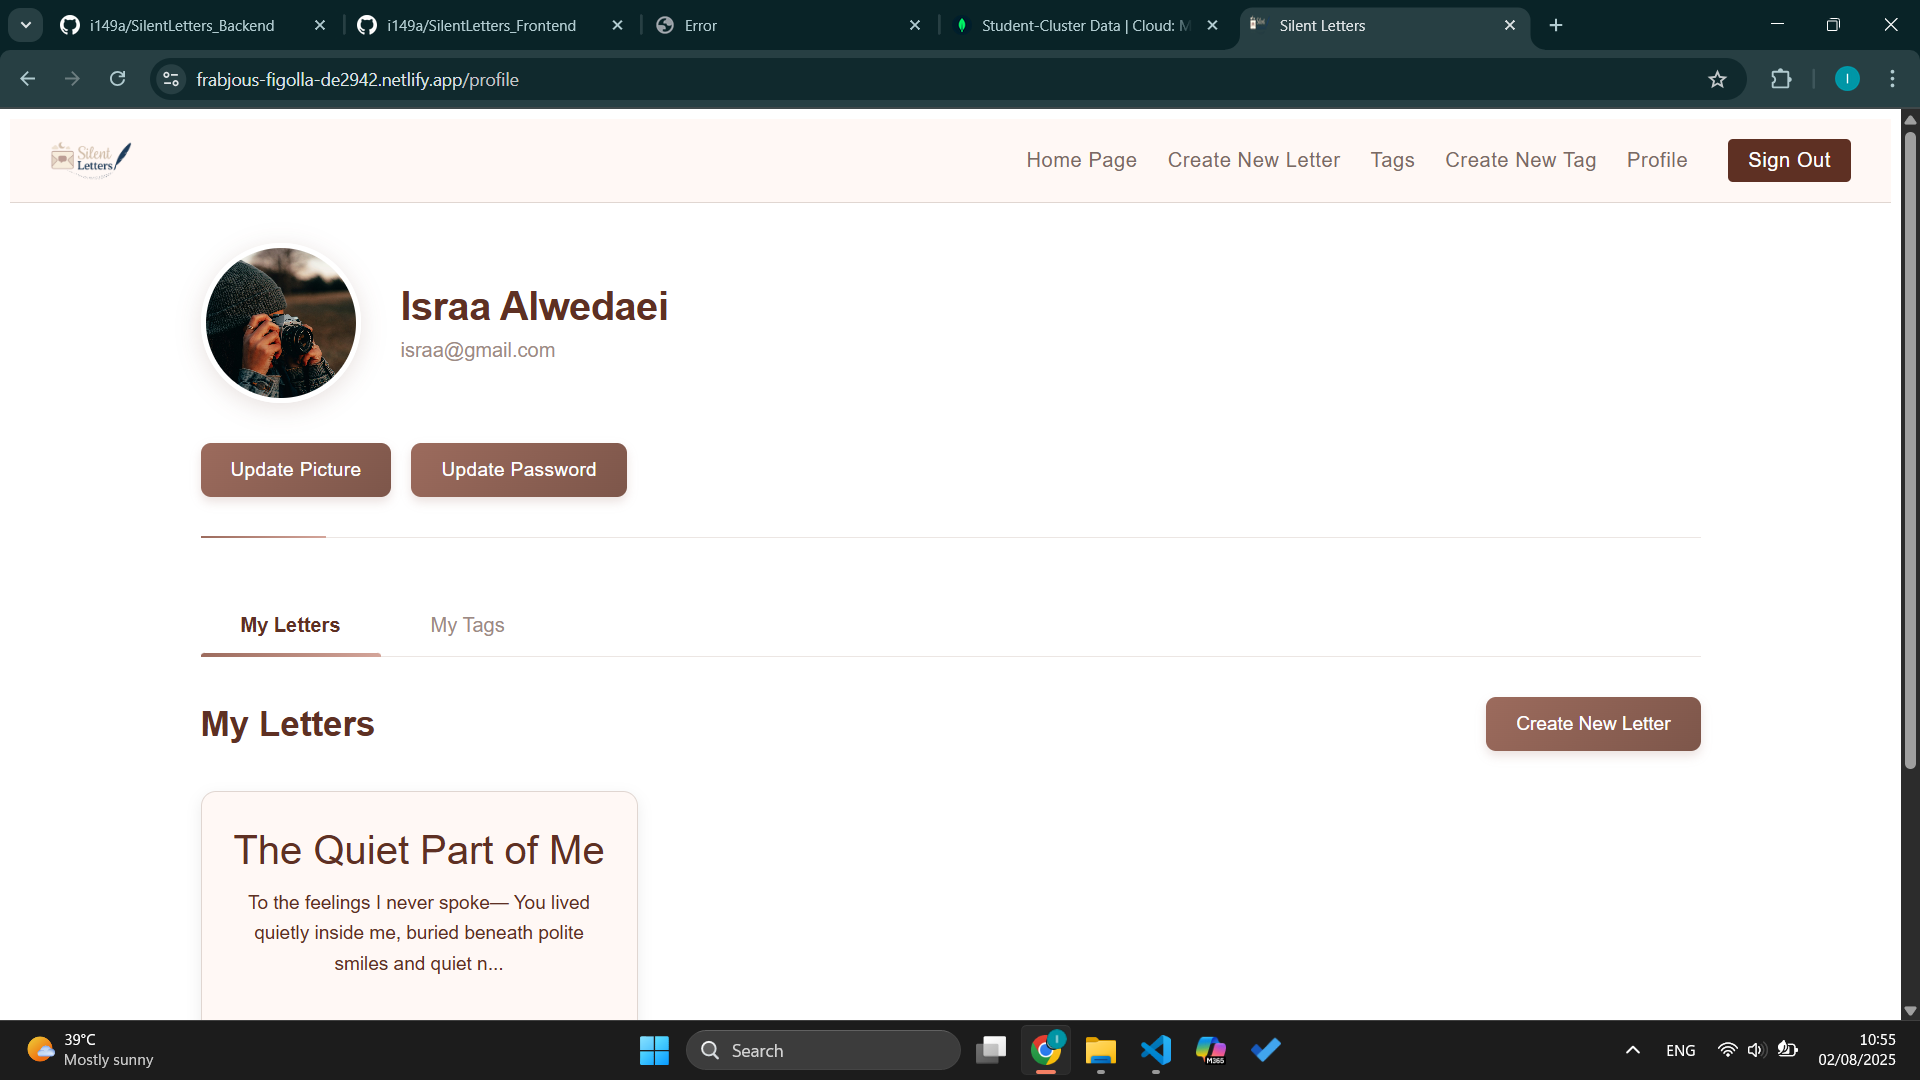 i149a/SilentLetters_Backend
i149a/SilentLetters_Frontend
Error
Student-Cluster Data | Cloud: M
Silent Letters
frabjous-figolla-de2942.netlify.app/profile
I
Silent
Letters
Home Page
Create New Letter
Tags
Create New Tag
Profile
Sign Out
Israa Alwedaei
israa@gmail.com
Update Picture
Update Password
My Letters
My Tags
My Letters
Create New Letter
The Quiet Part of Me
To the feelings I never spoke— You lived
quietly inside me, buried beneath polite
smiles and quiet n...
39°C
Mostly sunny
Search
I
M365
ENG
10:55
02/08/2025